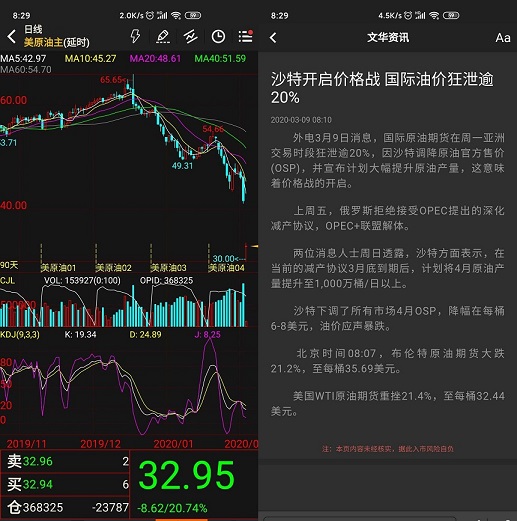 8:29
2.0K/s
4G
59
日线
美原油主(延时)
MA5:42.97 MA10:45.27 MA20:48.61 MA40:51.59
MA60:54.70
65.65
60.00
54.66
3.71
49.31
40.00
30.00
90天
美原油01 美原油02 美原油03 美原油04
CJL VOL: 153927(0:100) OPID: 368325
500000
KDJ(9,3,3) K: 19.34 D: 24.89 J: 8.25
80
50
20
0
2019/11 2019/12 2020/01 2020/0
卖 32.96 2
买 32.94 6
仓 368325 -23787
32.95
-8.62/20.74%
8:29
4.5K/s
4G
59
文华资讯
Aa
沙特开启价格战 国际油价狂泄逾
20%
2020-03-09 08:10
外电3月9日消息，国际原油期货在周一亚洲
交易时段狂泄逾20%，因沙特调降原油官方售价
(OSP)，并宣布计划大幅提升原油产量，这意味
着价格战的开启。
上周五，俄罗斯拒绝接受OPEC提出的深化
减产协议，OPEC+联盟解体。
两位消息人士周日透露，沙特方面表示，在
当前的减产协议3月底到期后，计划将4月原油产
量提升至1,000万桶/日以上。
沙特下调了所有市场4月OSP，降幅在每桶
6-8美元，油价应声暴跌。
北京时间08:07，布伦特原油期货大跌
21.2%，至每桶35.69美元。
美国WTI原油期货重挫21.4%，至每桶32.44
美元。
注：本页内容未经核实，据此入市风险自负